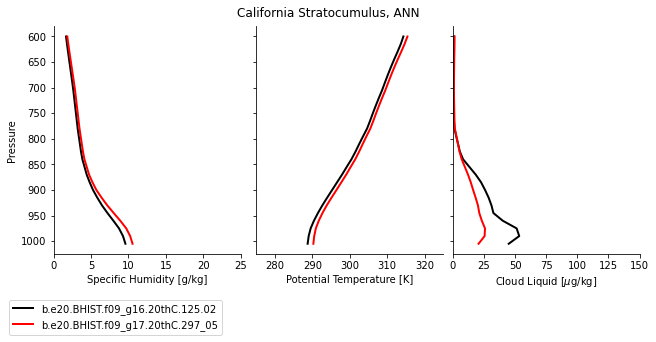 California Stratocumulus, ANN
Pressure
600
650
700
750
800
850
900
950
1000
0 5 10 15 20 25
Specific Humidity [g/kg]
280 290 300 310 320
Potential Temperature [K]
0 25 50 75 100 125 150
Cloud Liquid [μg/kg]
b.e20.BHIST.f09_g16.20thC.125.02
b.e20.BHIST.f09_g17.20thC.297_05